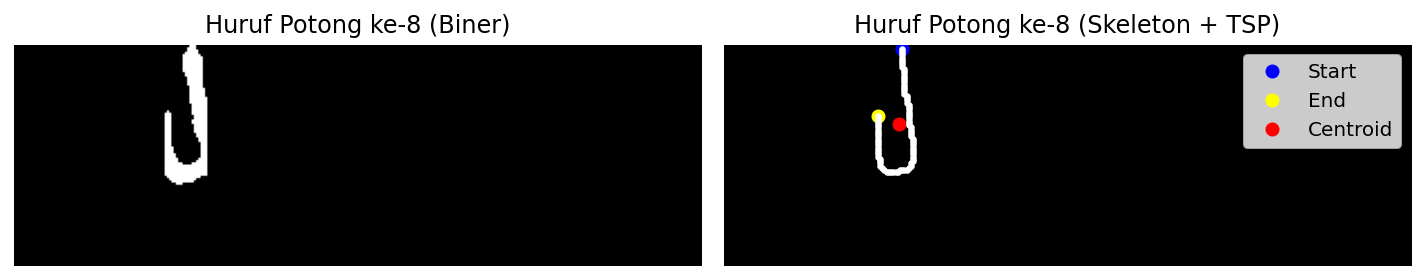 Huruf Potong ke-8 (Biner)
Huruf Potong ke-8 (Skeleton + TSP)
Start
End
Centroid